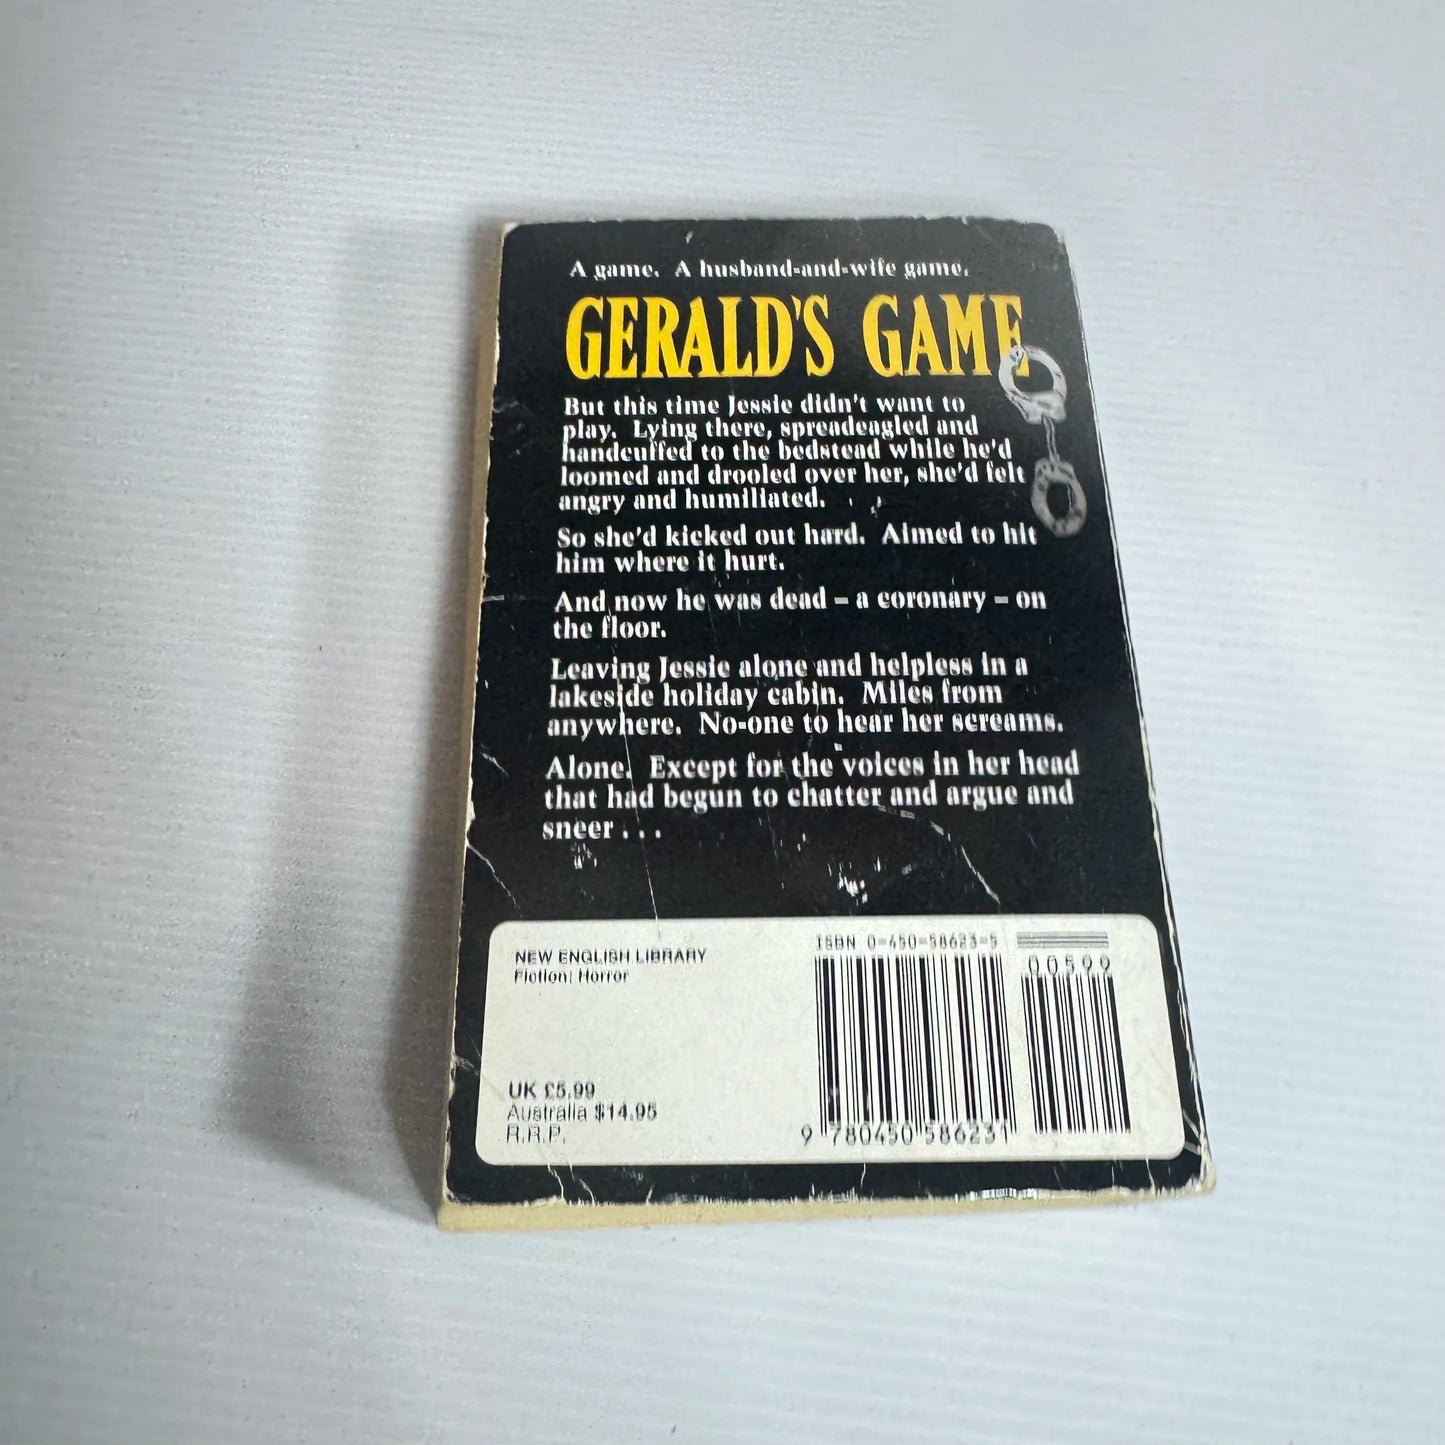 A game. A husband-and-wife game.
GERALD'S GAME
But this time Jessie didn't want to
play. Lying there, spreadeagled and
handcuffed to the bedstead while he'd
loomed and drooled over her, she'd felt
angry and humiliated.
So she'd kicked out hard. Aimed to hit
him where it hurt.
And now he was dead – a coronary – on
the floor.
Leaving Jessie alone and helpless in a
lakeside holiday cabin. Miles from
anywhere. No-one to hear her screams.
Alone. Except for the voices in her head
that had begun to chatter and argue and
sneer . . .
NEW ENGLISH LIBRARY
Fiction: Horror
ISBN 0-450-58623-5
00599
UK £5.99
Australia $14.95
R.R.P.
9 780450 586231